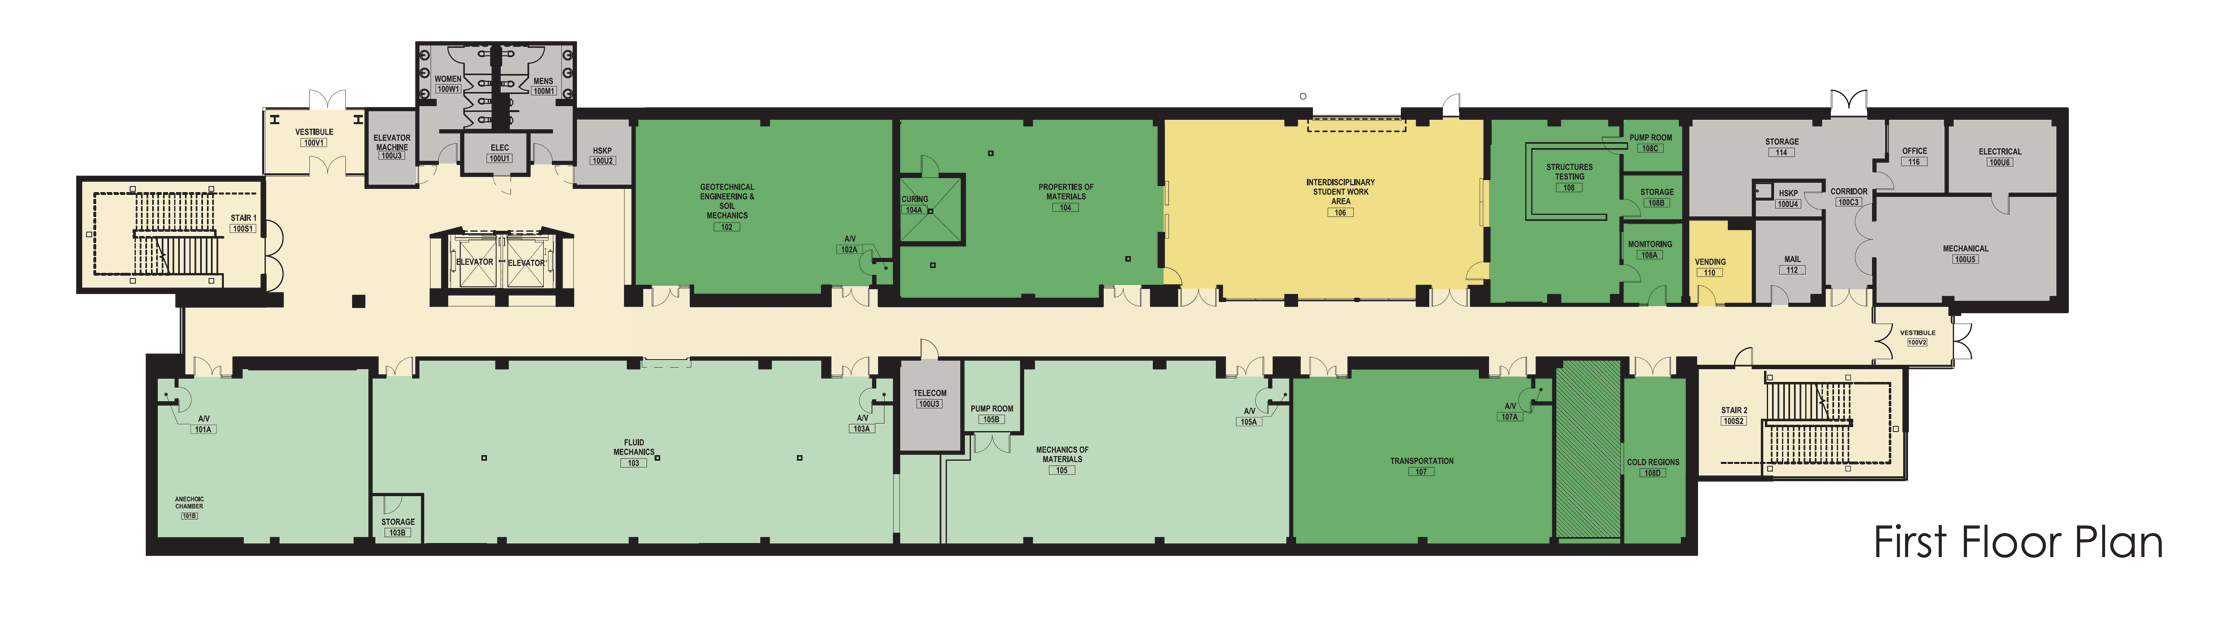 WOMEN
100W1
MENS
100M1
VESTIBULE
100V1
ELEVATOR
MACHINE
100U3
ELEC
100U1
HSKP
100U2
STAIR 1
100S1
ELEVATOR
ELEVATOR
GEOTECHNICAL
ENGINEERING &
SOIL
MECHANICS
102
A/V
102A
CURING
104A
PROPERTIES OF
MATERIALS
104
INTERDISCIPLINARY
STUDENT WORK
AREA
106
STRUCTURES
TESTING
108
PUMP ROOM
108C
STORAGE
108B
MONITORING
108A
STORAGE
114
HSKP
100U4
CORRIDOR
100C3
OFFICE
116
ELECTRICAL
100U6
VENDING
110
MAIL
112
MECHANICAL
100U5
VESTIBULE
100V2
A/V
101A
ANECHOIC
CHAMBER
101B
STORAGE
103B
FLUID
MECHANICS
103
A/V
103A
TELECOM
100U3
PUMP ROOM
105B
MECHANICS OF
MATERIALS
105
A/V
105A
TRANSPORTATION
107
A/V
107A
COLD REGIONS
108D
STAIR 2
100S2
First Floor Plan